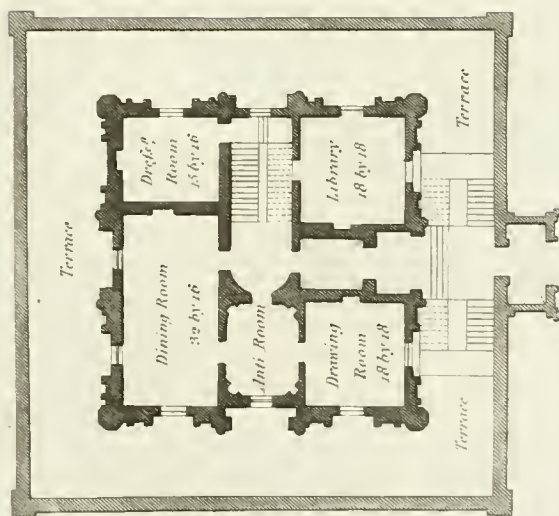 Terrace
Dreſsg
Room
15 by 16
Library
18 by 18
Terrace
Dining Room
32 by 16
Anti Room
Drawing
Room
18 by 18
Terrace